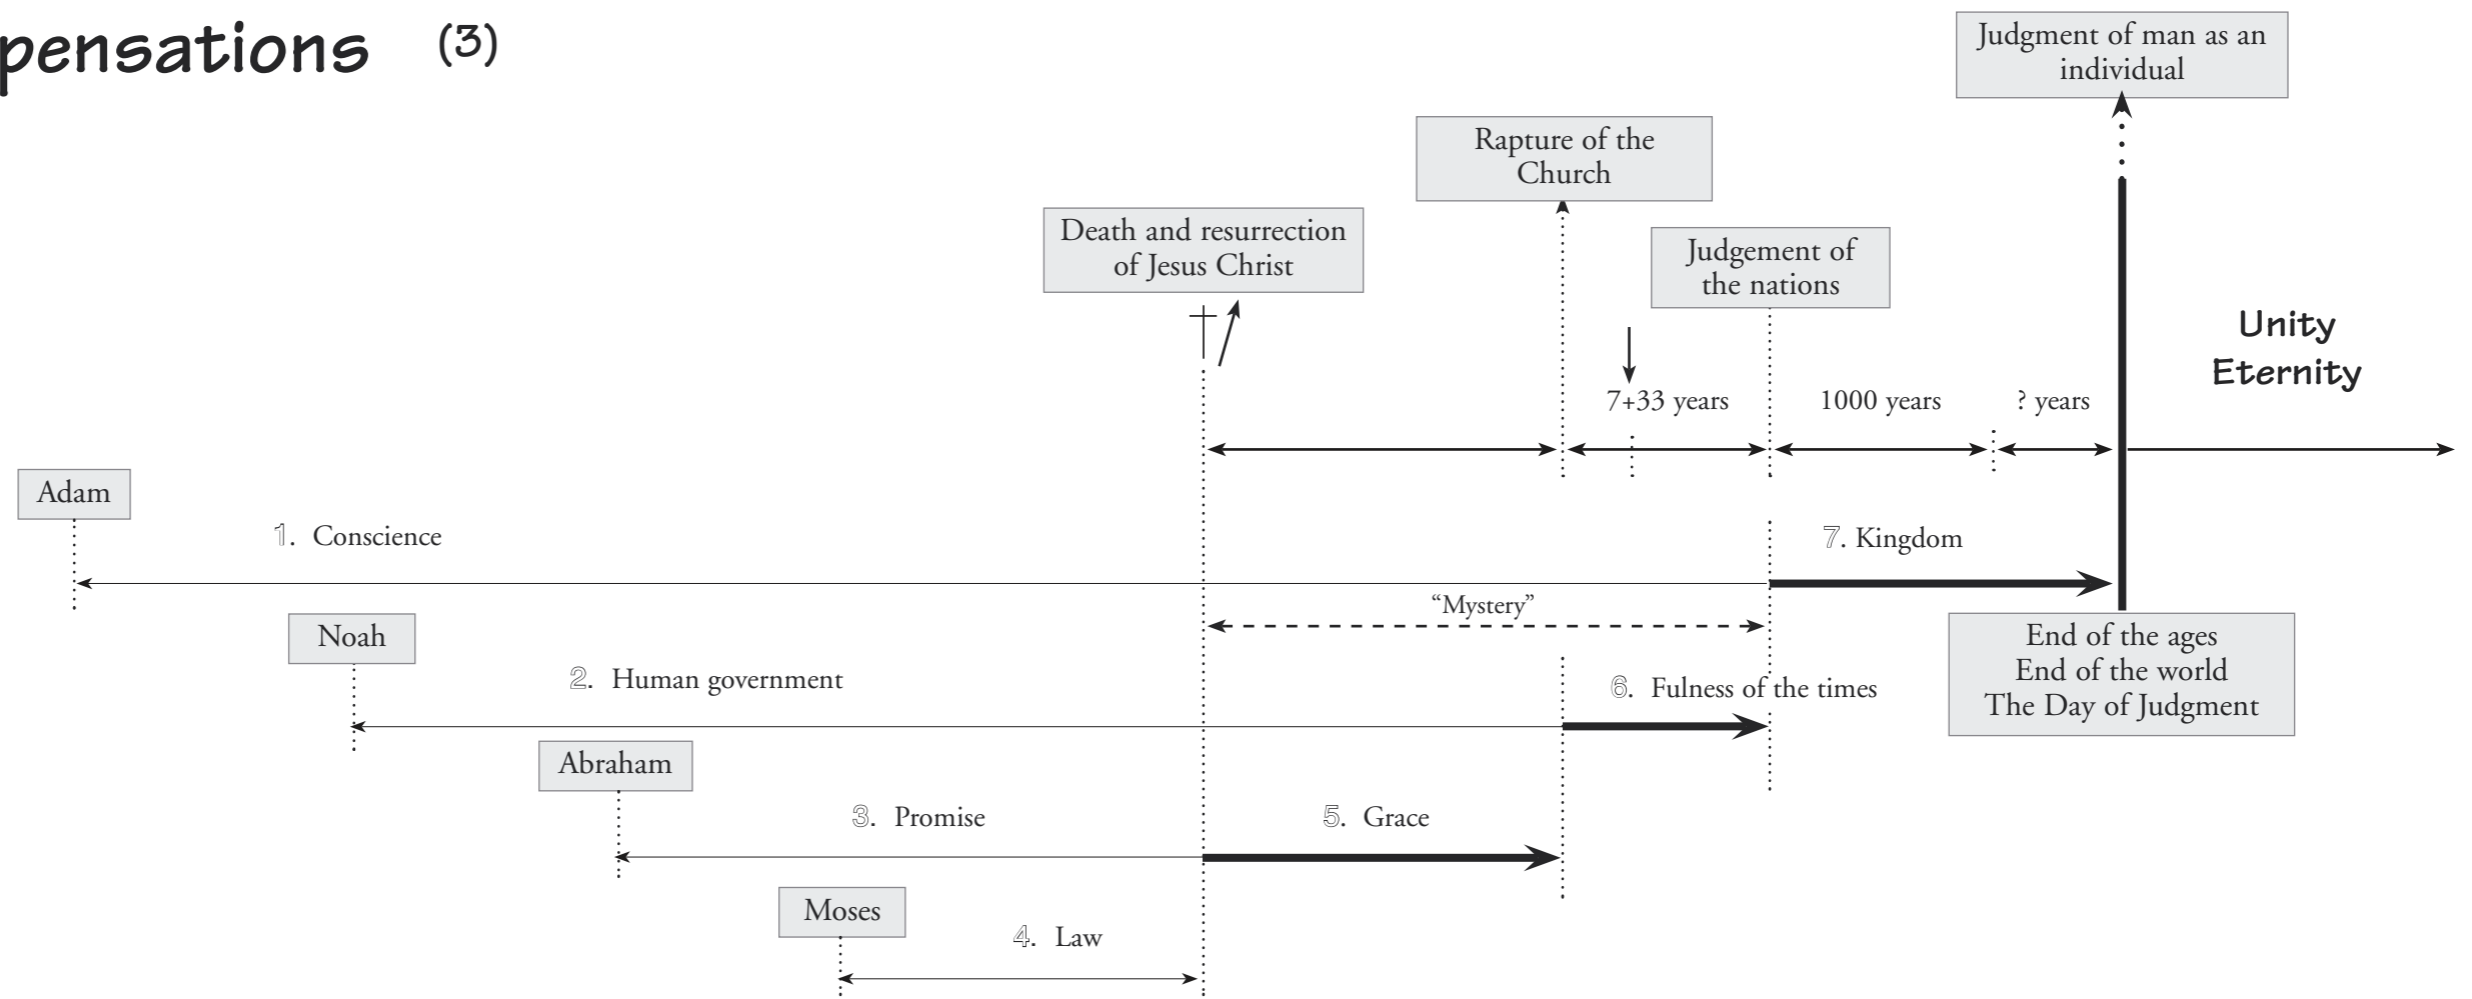 pensations (3)
Judgment of man as an
individual
Rapture of the
Church
Death and resurrection
of Jesus Christ
Judgement of
the nations
Unity
Eternity
7+33 years
1000 years
? years
Adam
1. Conscience
7. Kingdom
"Mystery"
Noah
End of the ages
End of the world
The Day of Judgment
2. Human government
6. Fulness of the times
Abraham
3. Promise
5. Grace
Moses
4. Law